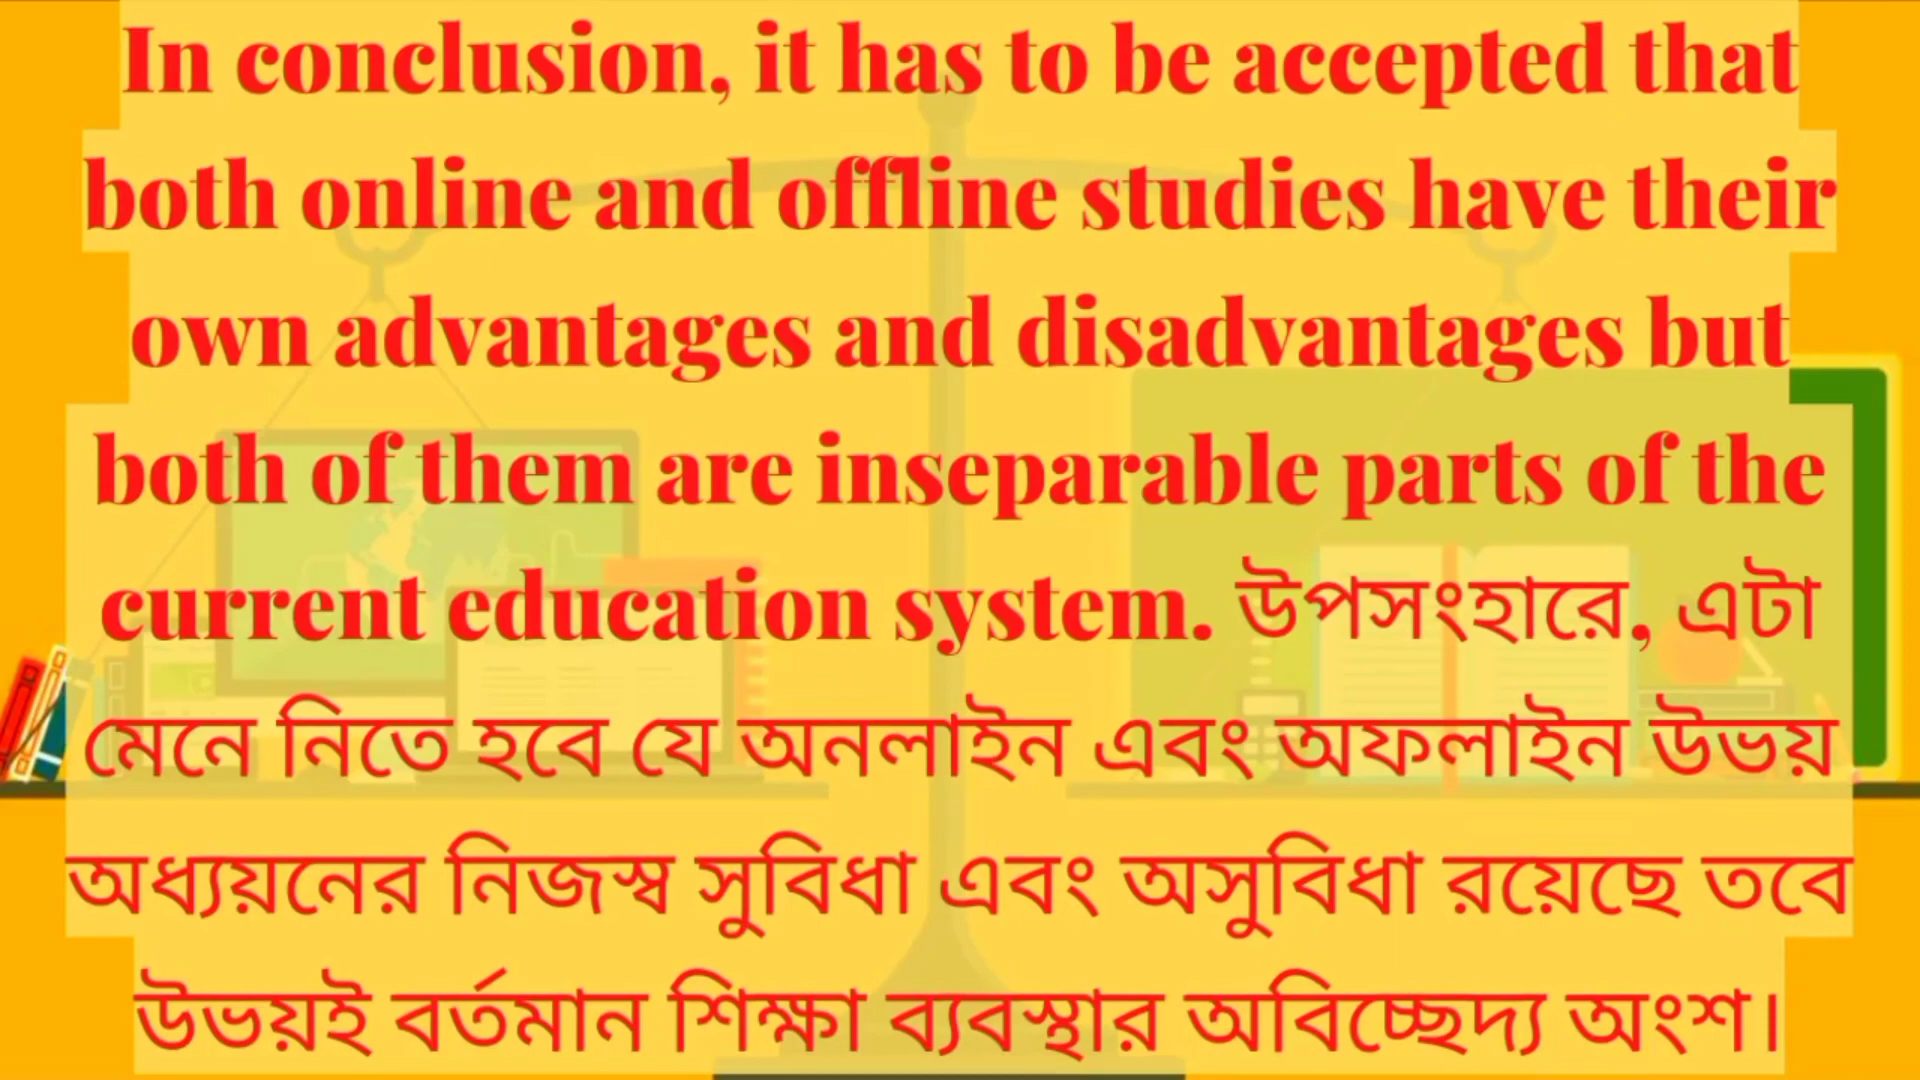 In conclusion, it has to be accepted that
both online and offline studies have their
own advantages and disadvantages but
both of them are inseparable parts of the
current education system. উপসংহারে, এটা
মেনে নিতে হবে যে অনলাইন এবং অফলাইন উভয়
অধ্যয়নের নিজস্ব সুবিধা এবং অসুবিধা রয়েছে তবে
উভয়ই বর্তমান শিক্ষা ব্যবস্থার অবিচ্ছেদ্য অংশ।